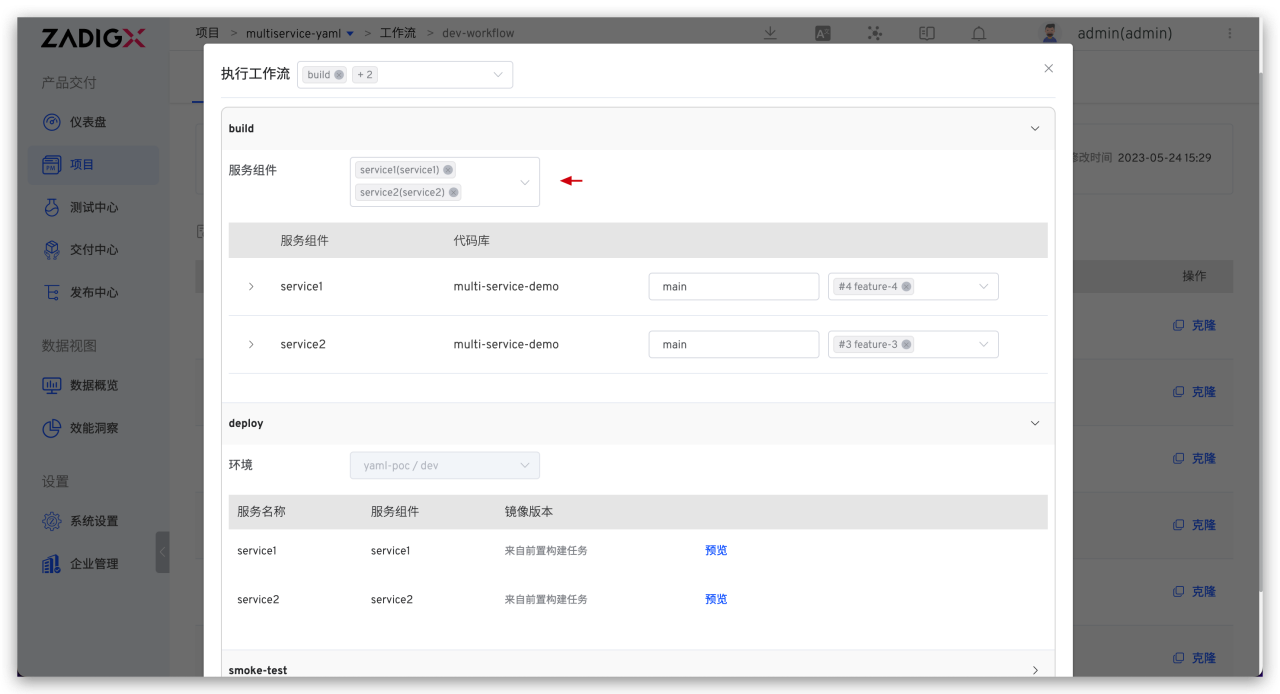 ZADIGX
项目 > multiservice-yaml > 工作流 > dev-workflow
admin(admin)
产品交付
仪表盘
项目
测试中心
交付中心
发布中心
数据视图
数据概览
效能洞察
设置
系统设置
企业管理
执行工作流 build + 2
build
服务组件 service1(service1)
service2(service2)
修改时间 2023-05-24 15:29
服务组件 代码库
service1 multi-service-demo main #4 feature-4
service2 multi-service-demo main #3 feature-3
deploy
环境 yaml-poc / dev
服务名称 服务组件 镜像版本
service1 service1 来自前置构建任务 预览
service2 service2 来自前置构建任务 预览
smoke-test
操作
克隆
克隆
克隆
克隆
克隆
克隆